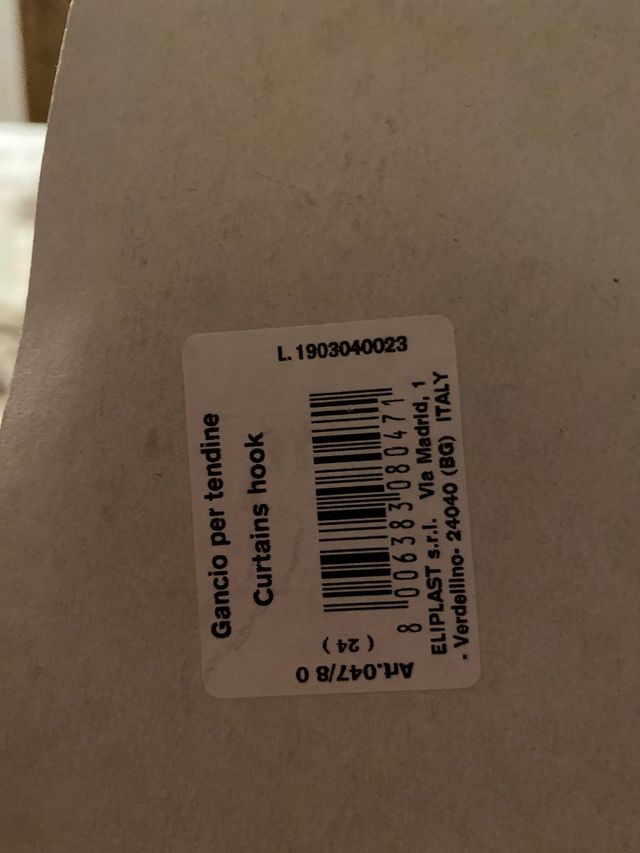 L. 1903040023
Gancio per tendine
Curtains hook
8 006383 080471
ELIPLAST s.r.l. Via Madrid, 1
- Verdellino- 24040 (BG) ITALY
( 24 )
Art.047/8 0